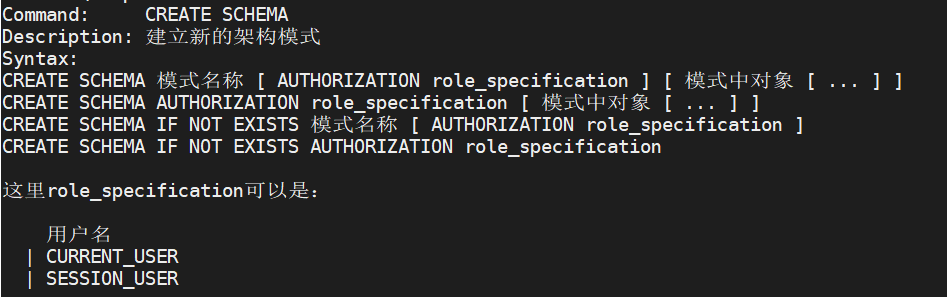 Command:     CREATE SCHEMA
Description: 建立新的架构模式
Syntax:
CREATE SCHEMA 模式名称 [ AUTHORIZATION role_specification ] [ 模式中对象 [ ... ] ]
CREATE SCHEMA AUTHORIZATION role_specification [ 模式中对象 [ ... ] ]
CREATE SCHEMA IF NOT EXISTS 模式名称 [ AUTHORIZATION role_specification ]
CREATE SCHEMA IF NOT EXISTS AUTHORIZATION role_specification
这里role_specification可以是：
用户名
| CURRENT_USER
| SESSION_USER